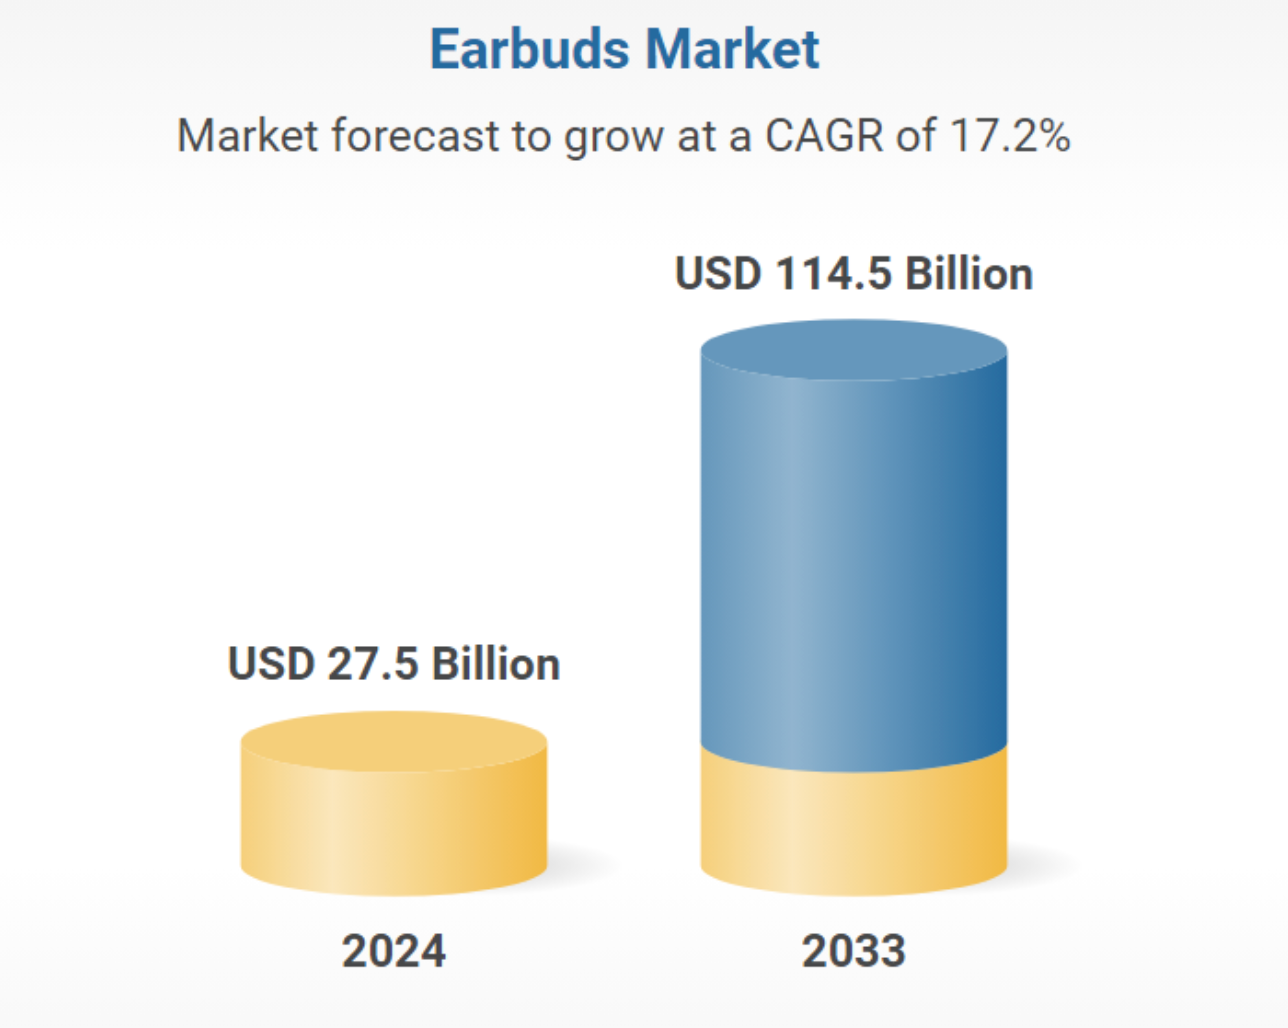 Earbuds Market
Market forecast to grow at a CAGR of 17.2%
USD 114.5 Billion
USD 27.5 Billion
2024
2033